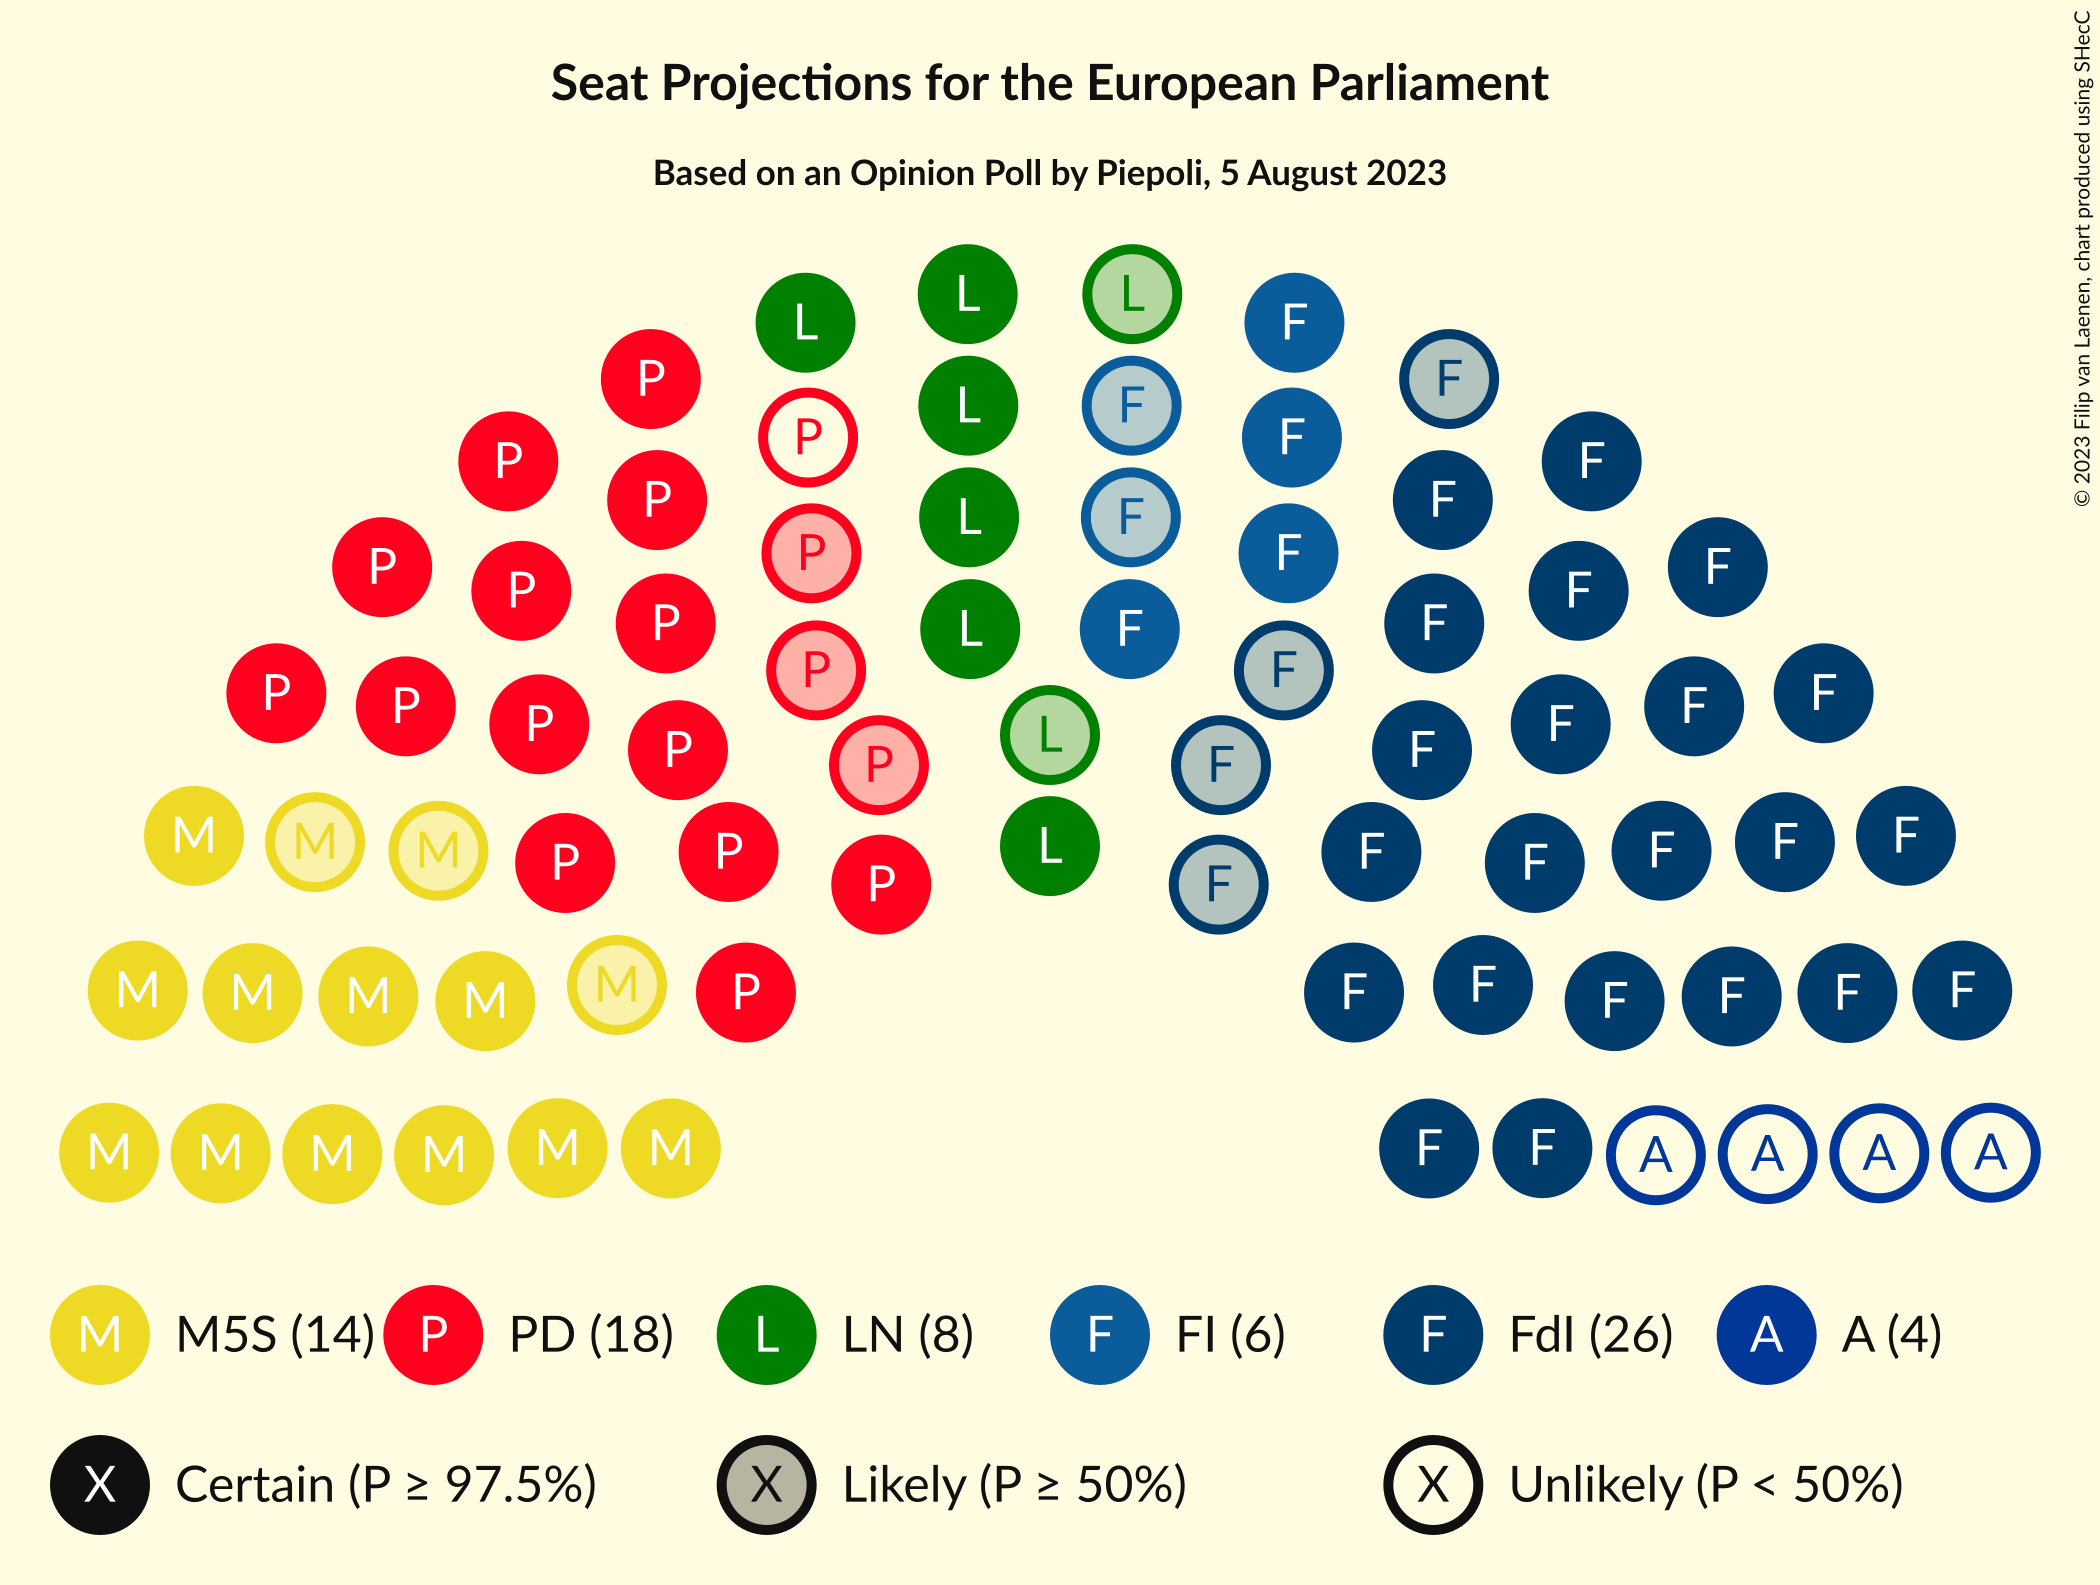 Seat Projections for the European Parliament
Based on an Opinion Poll by Piepoli, 5 August 2023
© 2023 Filip van Laenen, chart produced using SHecC
L L L F
P L F F
P P L F F F
P P L F F F
P P P F F F
P P L F F F
P P P P L F F F F F
M M M P P P L F F F F F F F
M M M M M P F F F F F F
M M M M M M F F A A A A
M M5S (14) P PD (18) L LN (8) F FI (6) F FdI (26) A A (4)
X Certain (P ≥ 97.5%) X Likely (P ≥ 50%) X Unlikely (P < 50%)